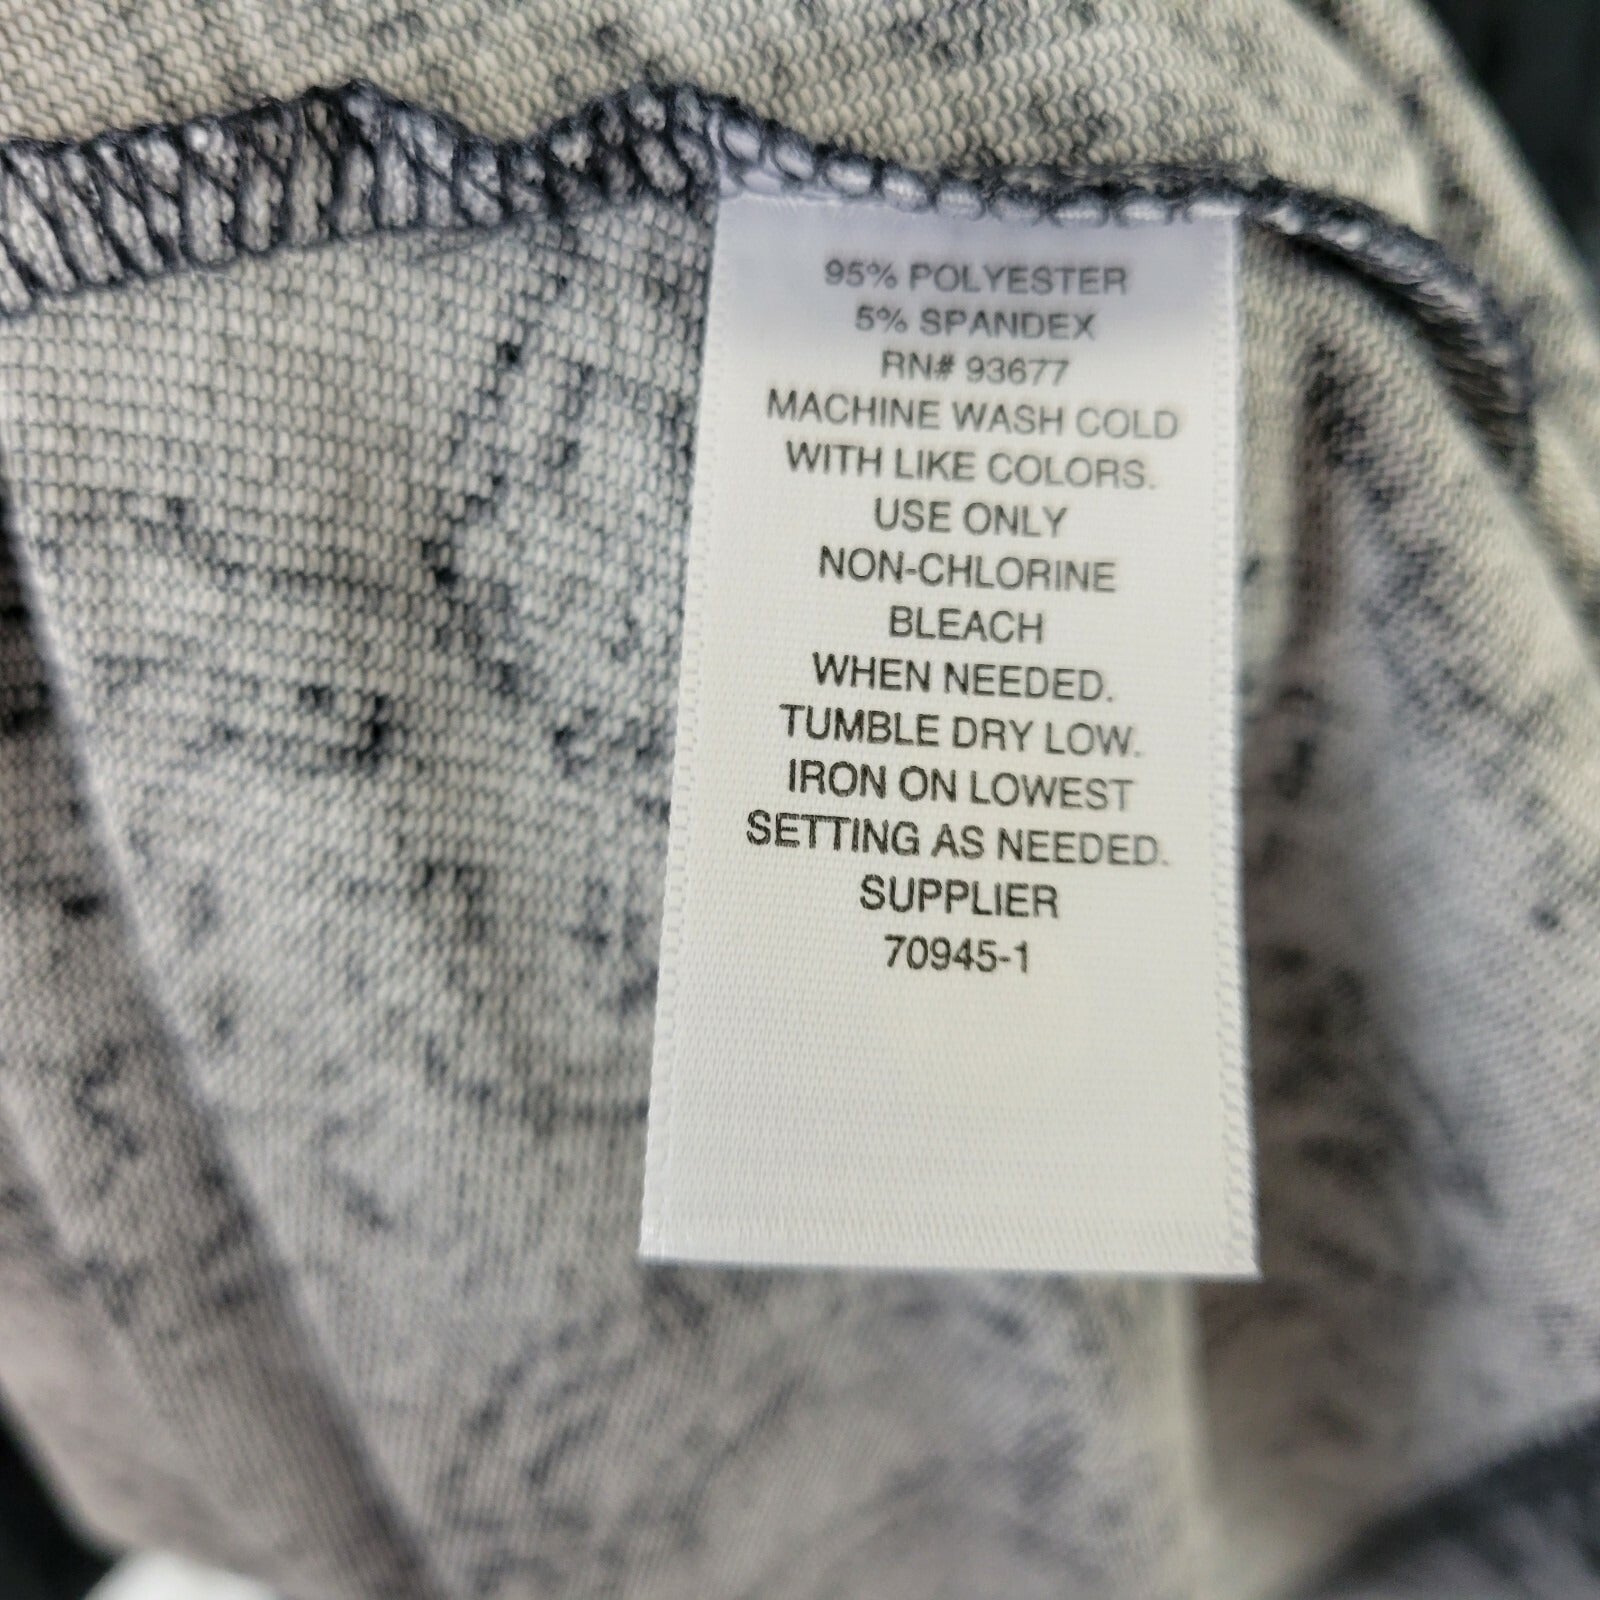 95% POLYESTER
5% SPANDEX
RN# 93677
MACHINE WASH COLD
WITH LIKE COLORS.
USE ONLY
NON-CHLORINE
BLEACH
WHEN NEEDED.
TUMBLE DRY LOW.
IRON ON LOWEST
SETTING AS NEEDED.
SUPPLIER
70945-1